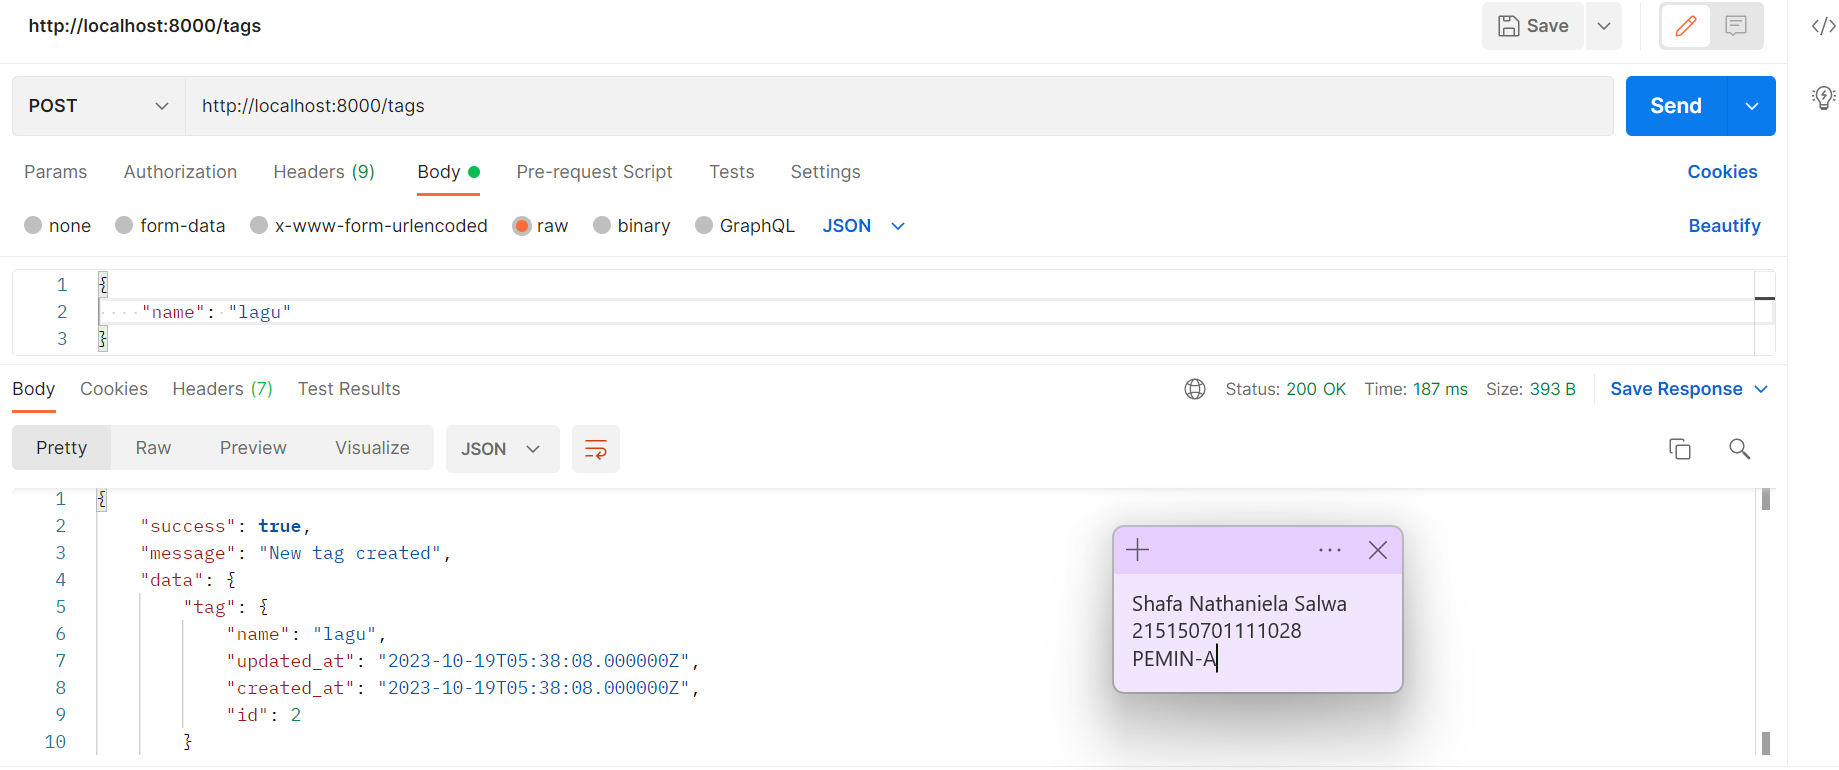 http://localhost:8000/tags
Save
POST
http://localhost:8000/tags
Send
Params Authorization Headers (9) Body Pre-request Script Tests Settings Cookies
none form-data x-www-form-urlencoded raw binary GraphQL JSON Beautify
1 {
2 "name": "lagu"
3 }
Body Cookies Headers (7) Test Results Status: 200 OK Time: 187 ms Size: 393 B Save Response
Pretty Raw Preview Visualize JSON
1 {
2 "success": true,
3 "message": "New tag created",
4 "data": {
5 "tag": {
6 "name": "lagu",
7 "updated_at": "2023-10-19T05:38:08.000000Z",
8 "created_at": "2023-10-19T05:38:08.000000Z",
9 "id": 2
10 }
Shafa Nathaniela Salwa
215150701111028
PEMIN-A